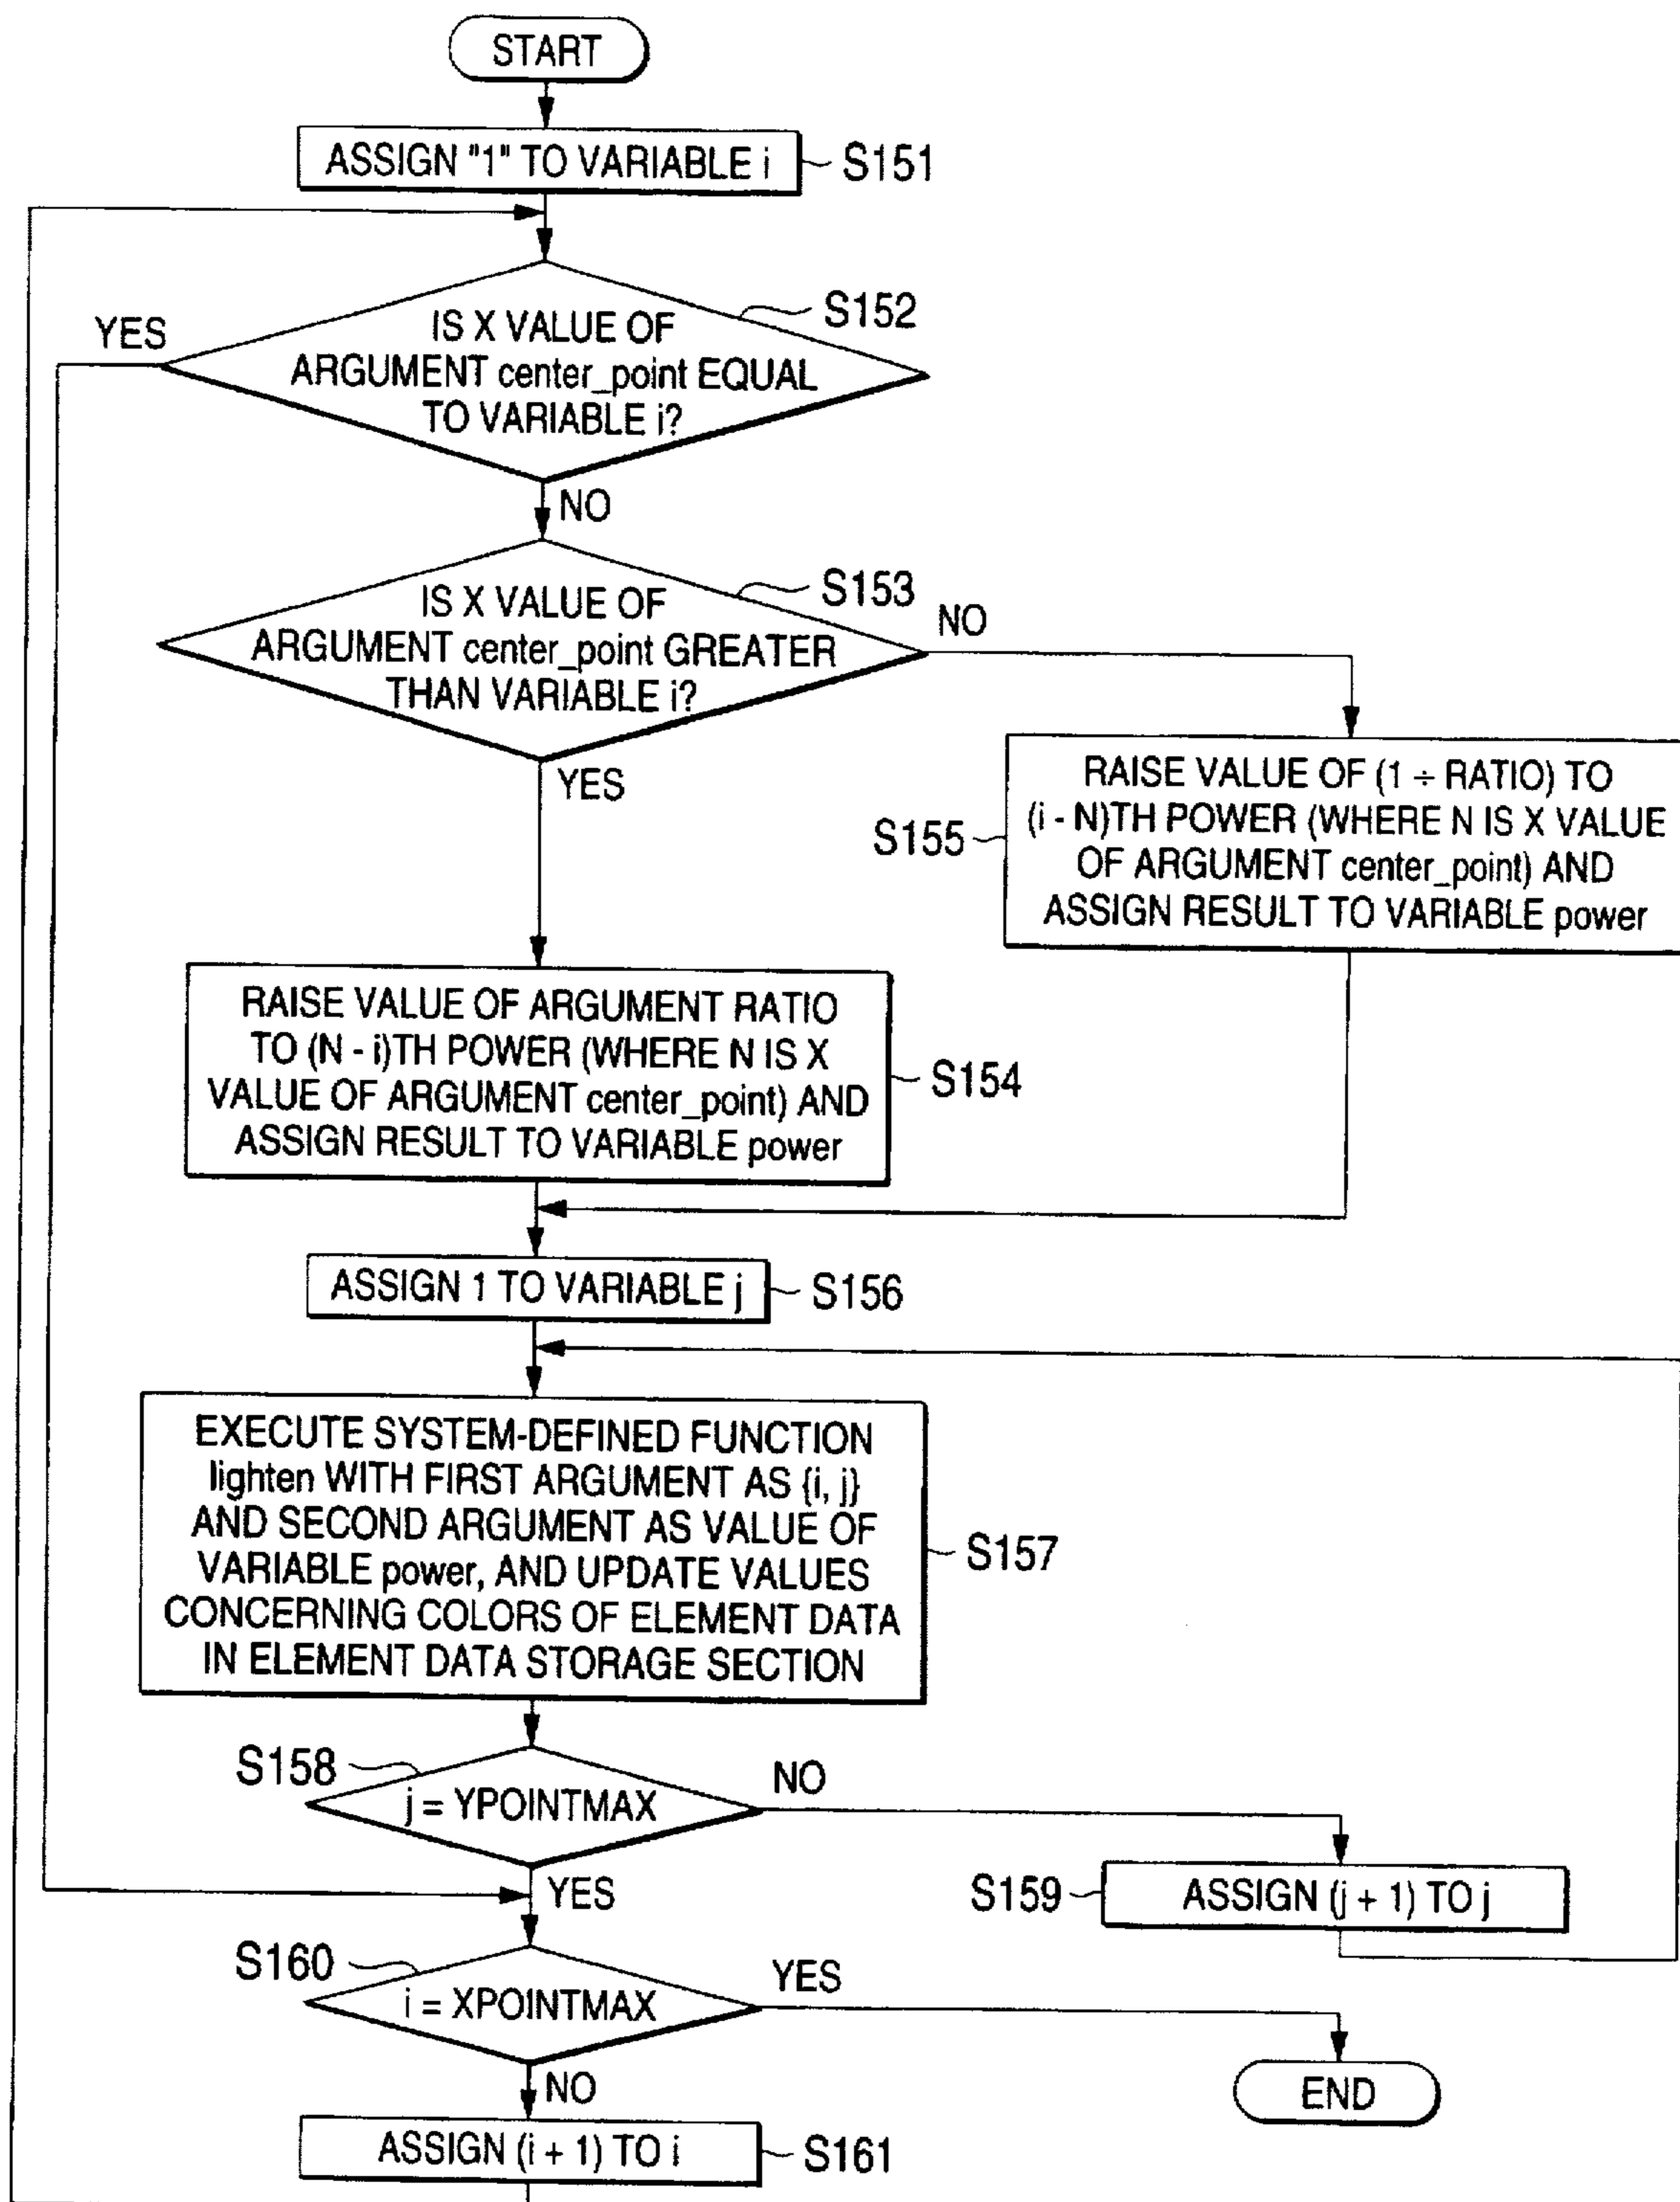 START
ASSIGN "1" TO VARIABLE i
S151
S152
YES
IS X VALUE OF
ARGUMENT center_point EQUAL
TO VARIABLE i?
NO
S153
IS X VALUE OF
ARGUMENT center_point GREATER
THAN VARIABLE i?
NO
YES
RAISE VALUE OF (1 ÷ RATIO) TO
(i - N)TH POWER (WHERE N IS X VALUE
OF ARGUMENT center_point) AND
ASSIGN RESULT TO VARIABLE power
S155
RAISE VALUE OF ARGUMENT RATIO
TO (N - i)TH POWER (WHERE N IS X
VALUE OF ARGUMENT center_point) AND
ASSIGN RESULT TO VARIABLE power
S154
ASSIGN 1 TO VARIABLE j
S156
EXECUTE SYSTEM-DEFINED FUNCTION
lighten WITH FIRST ARGUMENT AS {i, j}
AND SECOND ARGUMENT AS VALUE OF
VARIABLE power, AND UPDATE VALUES
CONCERNING COLORS OF ELEMENT DATA
IN ELEMENT DATA STORAGE SECTION
S157
S158
j = YPOINTMAX
NO
YES
S159
ASSIGN (j + 1) TO j
S160
i = XPOINTMAX
YES
NO
END
ASSIGN (i + 1) TO i
S161